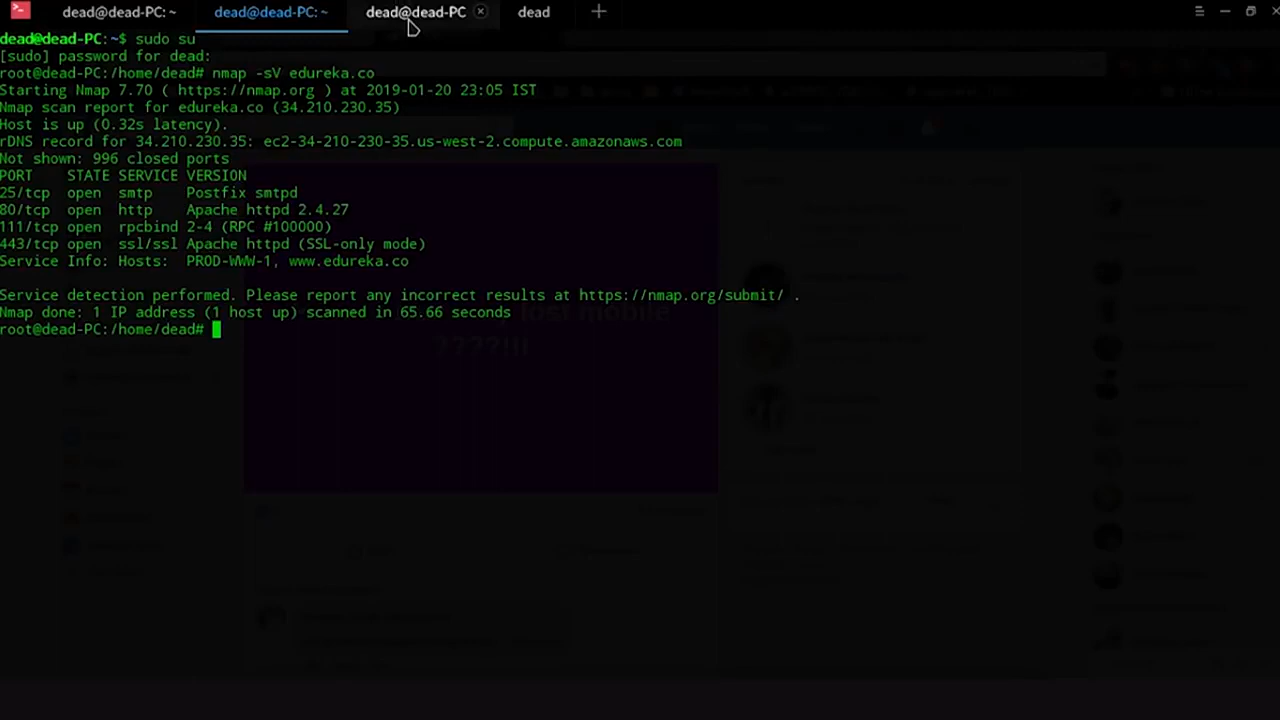 dead@dead-PC: ~
dead@dead-PC: ~
dead@dead-PC
dead
dead@dead-PC:~$ sudo su
[sudo] password for dead:
root@dead-PC:/home/dead# nmap -sV edureka.co
Starting Nmap 7.70 ( https://nmap.org ) at 2019-01-20 23:05 IST
Nmap scan report for edureka.co (34.210.230.35)
Host is up (0.32s latency).
rDNS record for 34.210.230.35: ec2-34-210-230-35.us-west-2.compute.amazonaws.com
Not shown: 996 closed ports
PORT    STATE SERVICE VERSION
25/tcp  open  smtp    Postfix smtpd
80/tcp  open  http    Apache httpd 2.4.27
111/tcp open  rpcbind 2-4 (RPC #100000)
443/tcp open  ssl/ssl Apache httpd (SSL-only mode)
Service Info: Hosts:  PROD-WWW-1, www.edureka.co
Service detection performed. Please report any incorrect results at https://nmap.org/submit/ .
Nmap done: 1 IP address (1 host up) scanned in 65.66 seconds
lost mobile
root@dead-PC:/home/dead#
????!!!